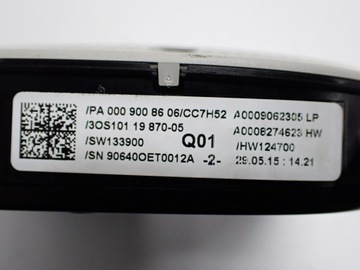 /PA 000 900 86 06/CC7H52 A0009062305 LP
/3OS101 19 870-05 A0008274623 HW
/SW133900 Q01 /HW124700
/SN 90640OET0012A -2- 29.05.15 : 14.21